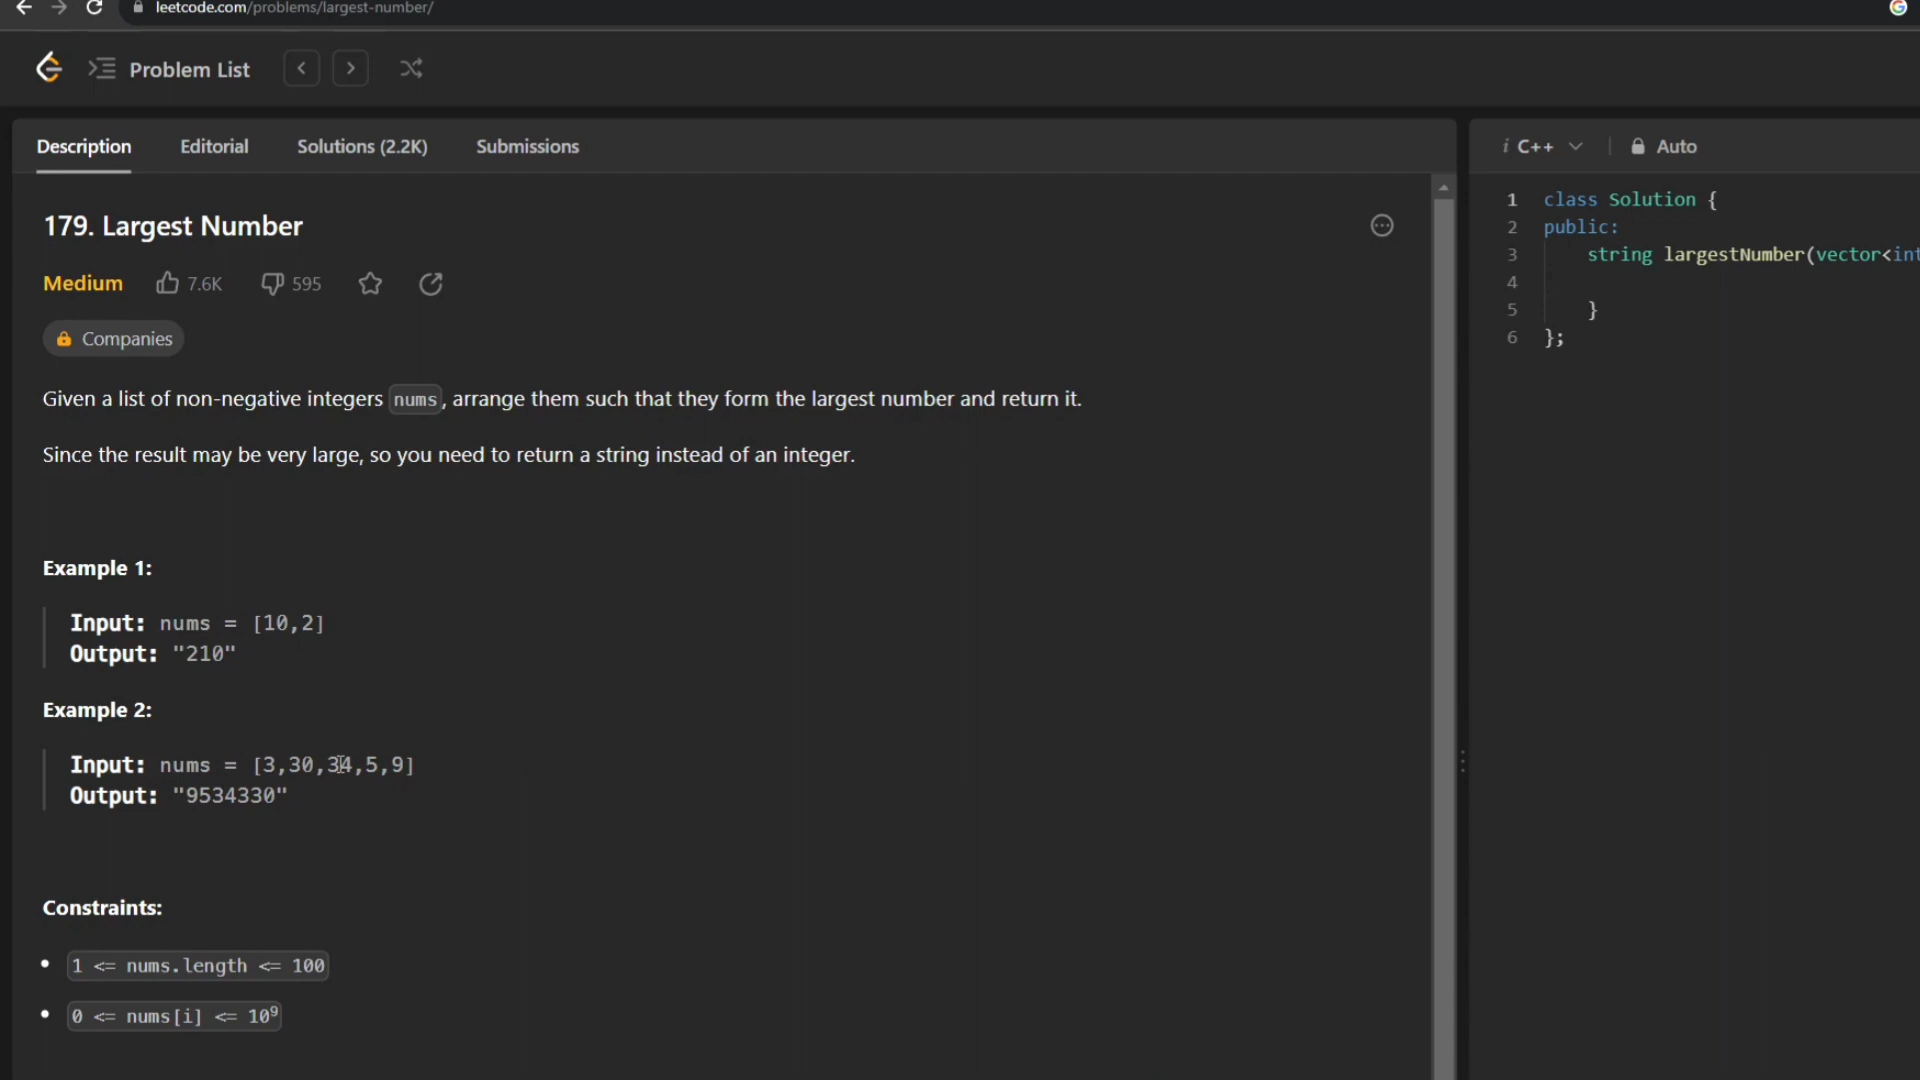 leetcode.com/problems/largest-number/
Problem List
Description Editorial Solutions (2.2K) Submissions
179. Largest Number
Medium 7.6K 595
Companies
Given a list of non-negative integers nums, arrange them such that they form the largest number and return it.
Since the result may be very large, so you need to return a string instead of an integer.
Example 1:
Input: nums = [10,2]
Output: "210"
Example 2:
Input: nums = [3,30,34,5,9]
Output: "9534330"
Constraints:
1 <= nums.length <= 100
0 <= nums[i] <= 10⁹
i C++ Auto
1 class Solution {
2 public:
3 string largestNumber(vector<int
4
5 }
6 };